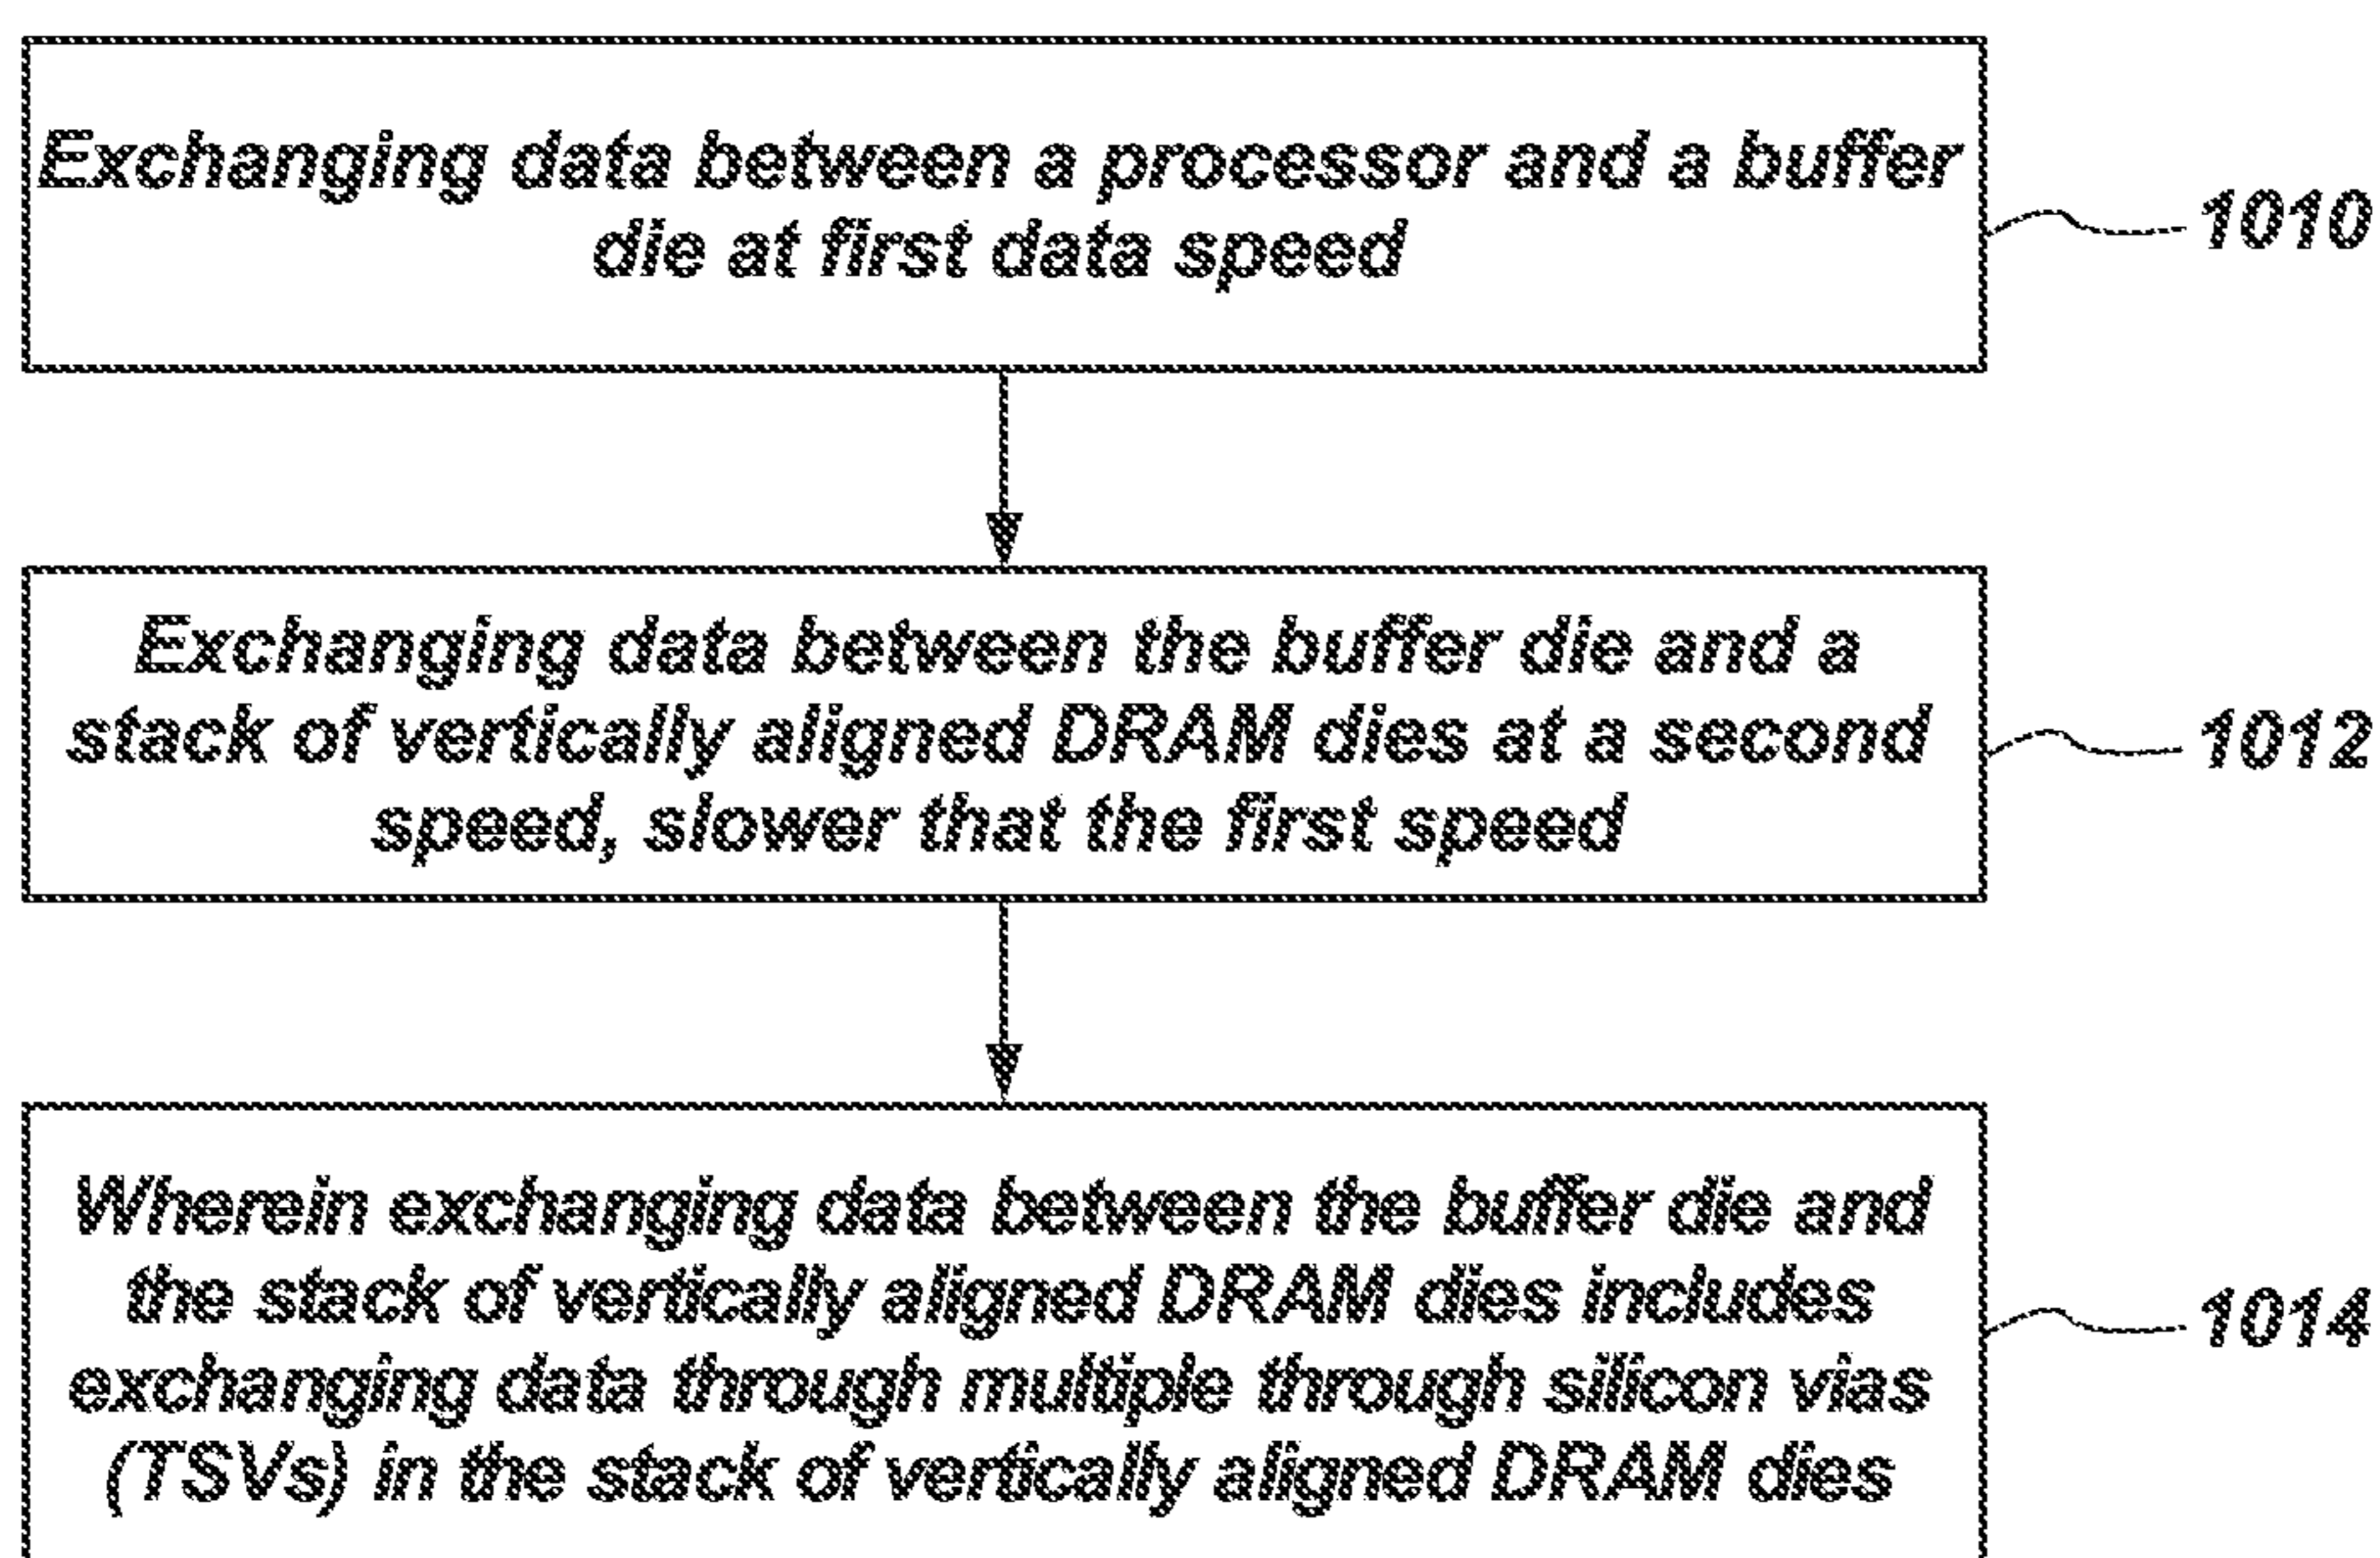 Exchanging data between a processor and a buffer
die at first data speed
1010
Exchanging data between the buffer die and a
stack of vertically aligned DRAM dies at a second
speed, slower that the first speed
1012
Wherein exchanging data between the buffer die and
the stack of vertically aligned DRAM dies includes
exchanging data through multiple through silicon vias
(TSVs) in the stack of vertically aligned DRAM dies
1014